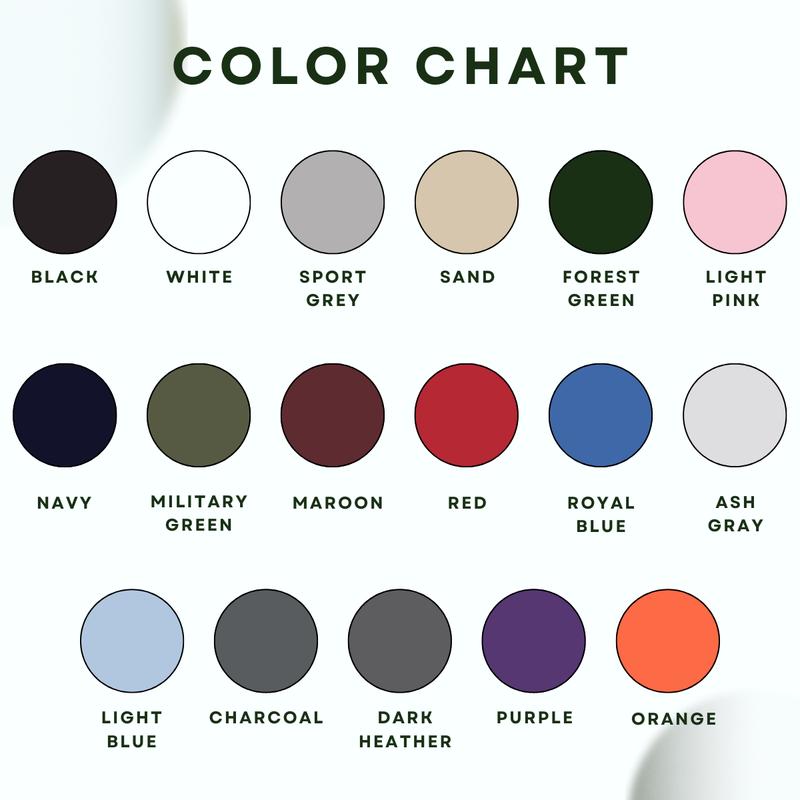 COLOR CHART
BLACK
WHITE
SPORT
GREY
SAND
FOREST
GREEN
LIGHT
PINK
NAVY
MILITARY
GREEN
MAROON
RED
ROYAL
BLUE
ASH
GRAY
LIGHT
BLUE
CHARCOAL
DARK
HEATHER
PURPLE
ORANGE